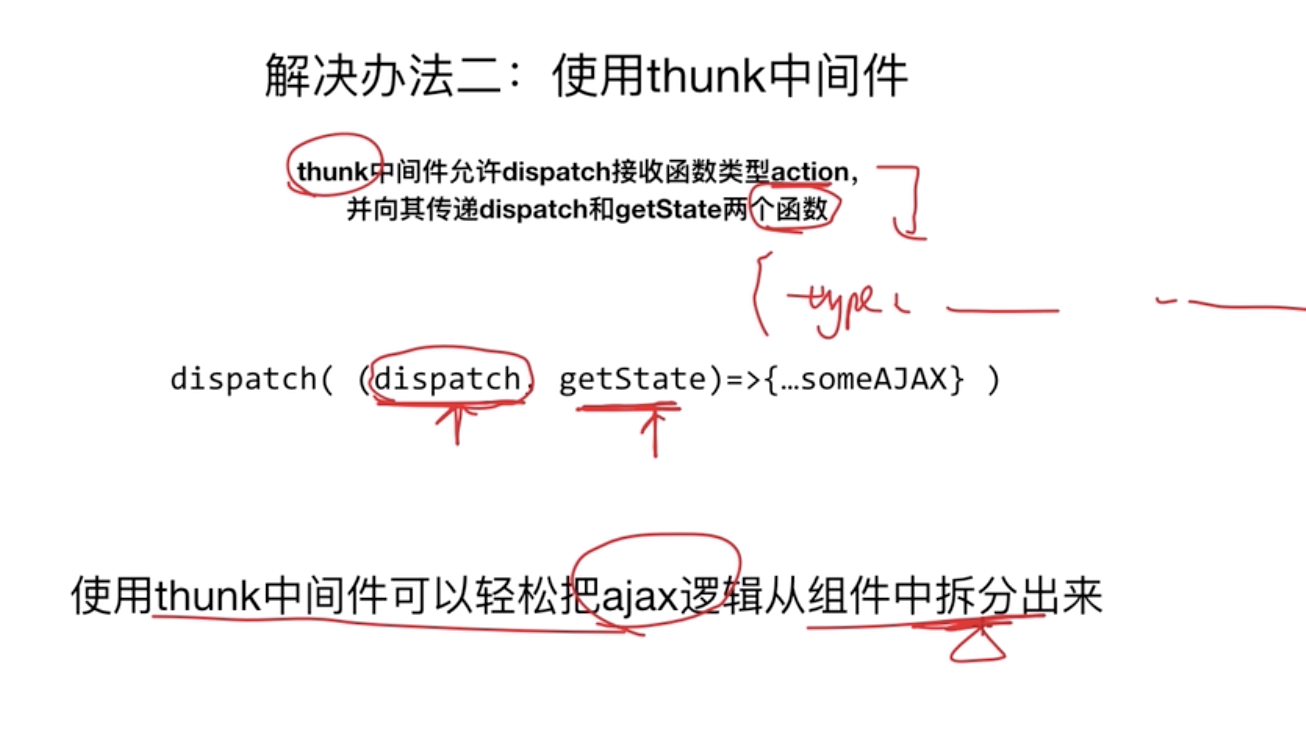 解决办法二：使用thunk中间件
thunk中间件允许dispatch接收函数类型action，
并向其传递dispatch和getState两个函数
type:
dispatch( (dispatch, getState)=>{…someAJAX} )
使用thunk中间件可以轻松把ajax逻辑从组件中拆分出来